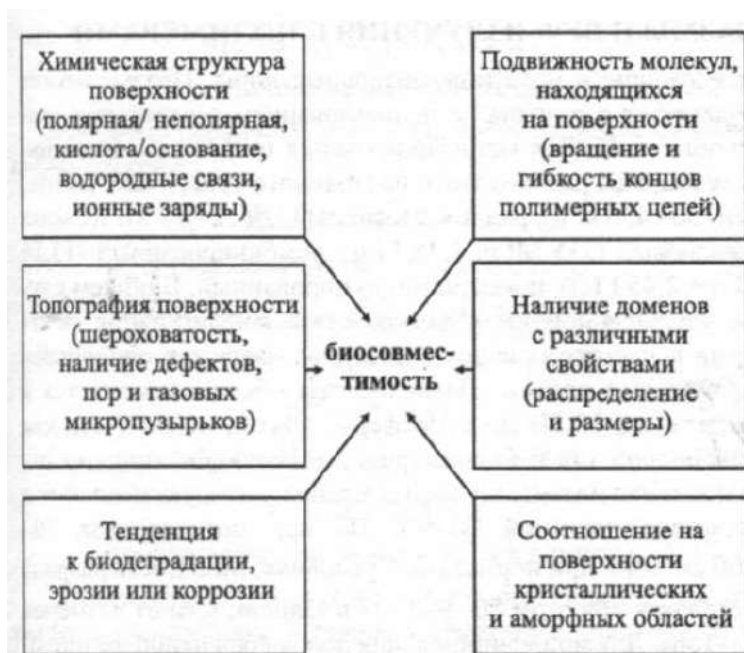 Химическая структура
поверхности
(полярная/неполярная,
кислота/основание,
водородные связи,
ионные заряды)
Подвижность молекул,
находящихся
на поверхности
(вращение и
гибкость концов
полимерных цепей)
Топография поверхности
(шероховатость,
наличие дефектов,
пор и газовых
микропузырьков)
биосовмес-
тимость
Наличие доменов
с различными
свойствами
(распределение
и размеры)
Тенденция
к биодеградации,
эрозии или коррозии
Соотношение на
поверхности
кристаллических
и аморфных областей